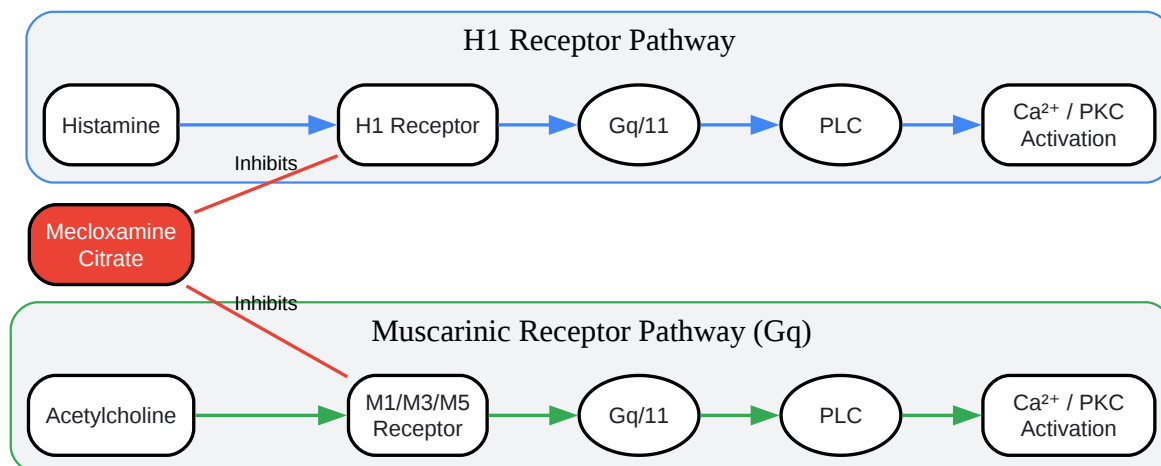 H1 Receptor Pathway
Histamine
H1 Receptor
Gq/11
PLC
Ca²⁺ / PKC
Activation
Inhibits
Mecloxamine
Citrate
Inhibits
Muscarinic Receptor Pathway (Gq)
Acetylcholine
M1/M3/M5
Receptor
Gq/11
PLC
Ca²⁺ / PKC
Activation